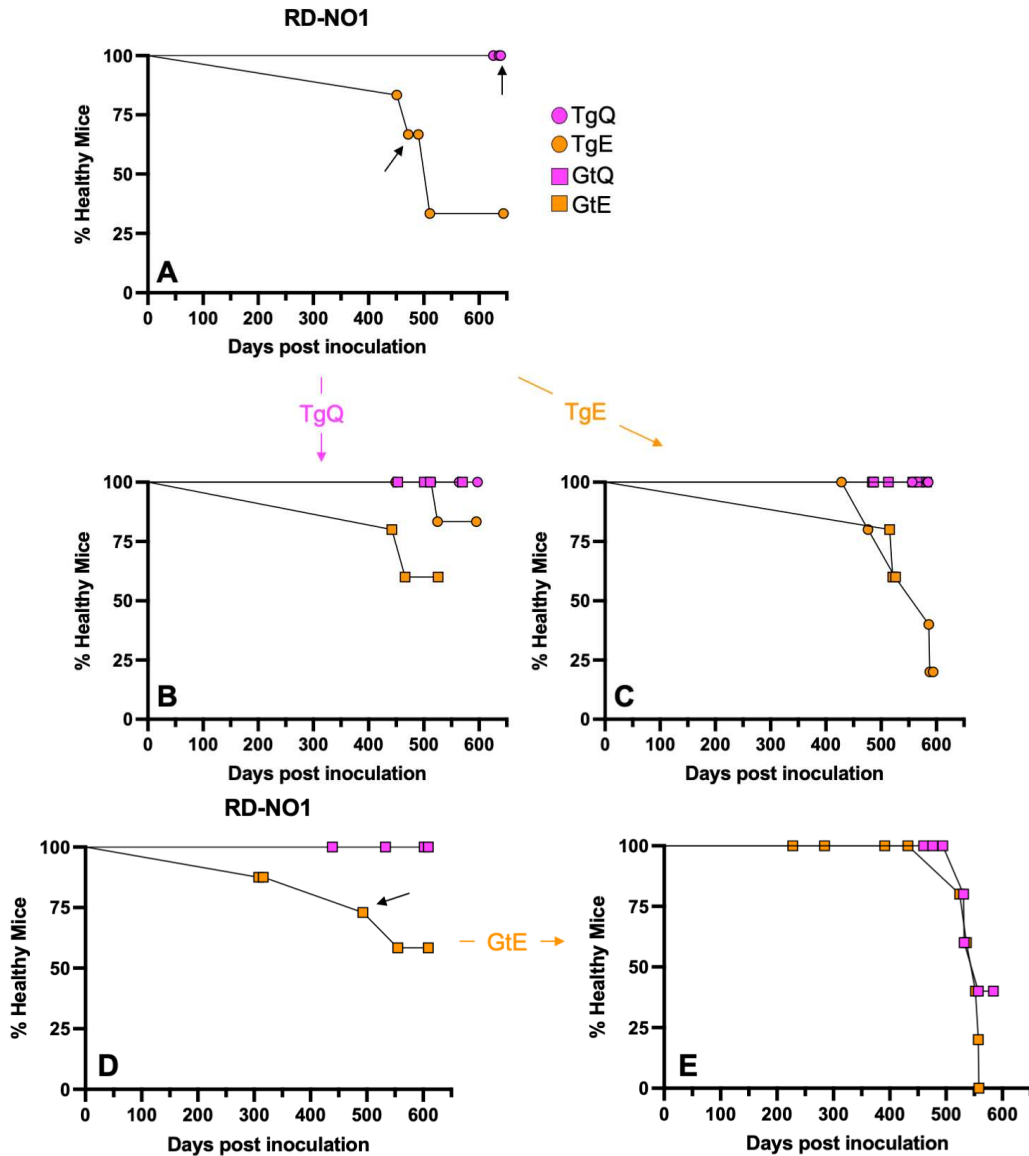 RD-NO1
100
75
50
25
0
% Healthy Mice
A
0 100 200 300 400 500 600
Days post inoculation
TgQ
TgE
GtQ
GtE
TgQ
TgE
100
75
50
25
0
% Healthy Mice
B
0 100 200 300 400 500 600
Days post inoculation
100
75
50
25
0
% Healthy Mice
C
0 100 200 300 400 500 600
Days post inoculation
RD-NO1
100
75
50
25
0
% Healthy Mice
D
0 100 200 300 400 500 600
Days post inoculation
GtE
100
75
50
25
0
% Healthy Mice
E
0 100 200 300 400 500 600
Days post inoculation